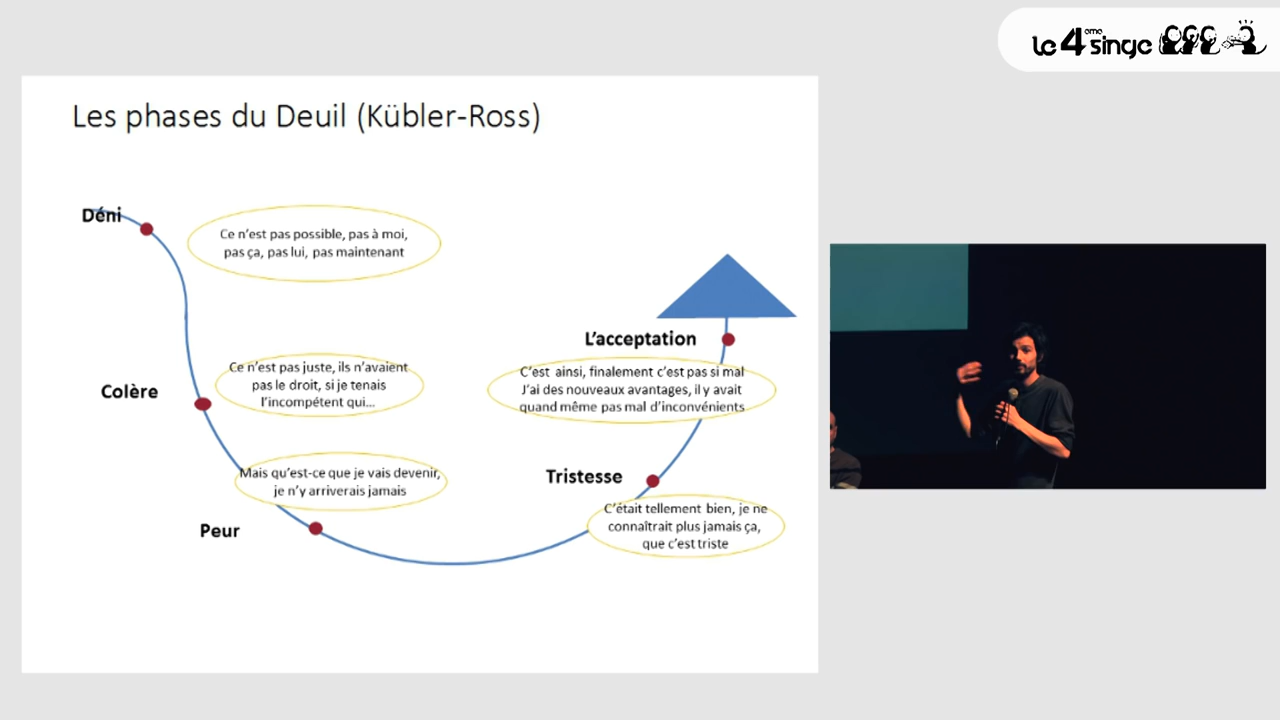 le 4ème singe
Les phases du Deuil (Kübler-Ross)
Déni
Ce n'est pas possible, pas à moi,
pas ça, pas lui, pas maintenant
Colère
Ce n'est pas juste, ils n'avaient
pas le droit, si je tenais
l'incompétent qui...
Mais qu'est-ce que je vais devenir,
je n'y arriverais jamais
Peur
L'acceptation
C'est ainsi, finalement c'est pas si mal
J'ai des nouveaux avantages, il y avait
quand même pas mal d'inconvénients
Tristesse
C'était tellement bien, je ne
connaîtrait plus jamais ça,
que c'est triste